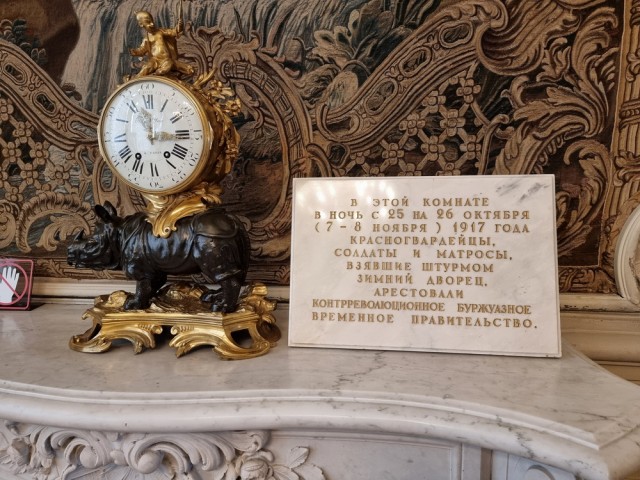 В ЭТОЙ КОМНАТЕ
В НОЧЬ С 25 НА 26 ОКТЯБРЯ
( 7 – 8 НОЯБРЯ ) 1917 ГОДА
КРАСНОГВАРДЕЙЦЫ,
СОЛДАТЫ И МАТРОСЫ,
ВЗЯВШИЕ ШТУРМОМ
ЗИМНИЙ ДВОРЕЦ,
АРЕСТОВАЛИ
КОНТРРЕВОЛЮЦИОННОЕ БУРЖУАЗНОЕ
ВРЕМЕННОЕ ПРАВИТЕЛЬСТВО.